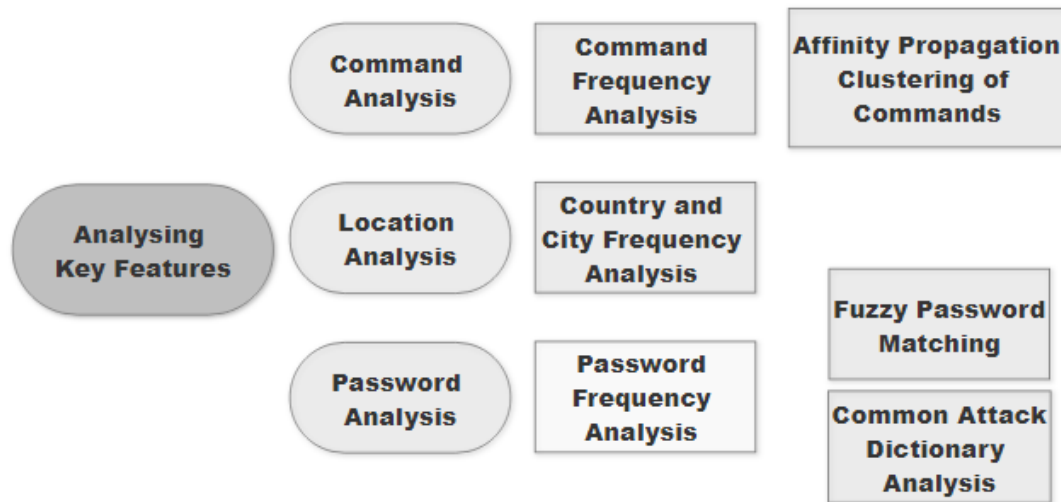 Analysing
Key Features
Command
Analysis
Command
Frequency
Analysis
Affinity Propagation
Clustering of
Commands
Location
Analysis
Country and
City Frequency
Analysis
Password
Analysis
Password
Frequency
Analysis
Fuzzy Password
Matching
Common Attack
Dictionary
Analysis